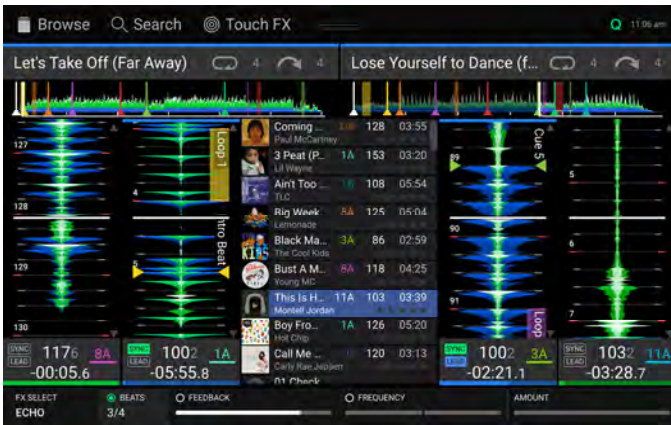 Browse Search Touch FX Q 11:06 am
Let's Take Off (Far Away) 4 4 Lose Yourself to Dance (f... 4 4
127
128
129
130
Loop 1
4
ntro Beat
5
Coming ... 128 03:55
Paul McCartney
3 Peat (P... 1A 153 03:20
Lil Wayne
Ain't Too ... 108 05:54
TLC
Big Week... 8A 125 05:04
Lemonade
Black Ma... 3A 86 02:59
The Cool Kids
Bust A M... 8A 118 04:25
Young MC
This Is H... 11A 103 03:39
Montell Jordan
Boy Fro... 1A 126 05:20
Hot Chip
Call Me ... 120 03:13
Carly Rae Jepsen
01 Check
Cue 5
89
90
91
Loop
5
6
7
SYNC LEAD 1176 8A -00:05.6
SYNC LEAD 1002 1A -05:55.8
SYNC LEAD 1002 3A -02:21.1
SYNC LEAD 1032 11A -03:28.7
FX SELECT BEATS FEEDBACK FREQUENCY AMOUNT
ECHO 3/4